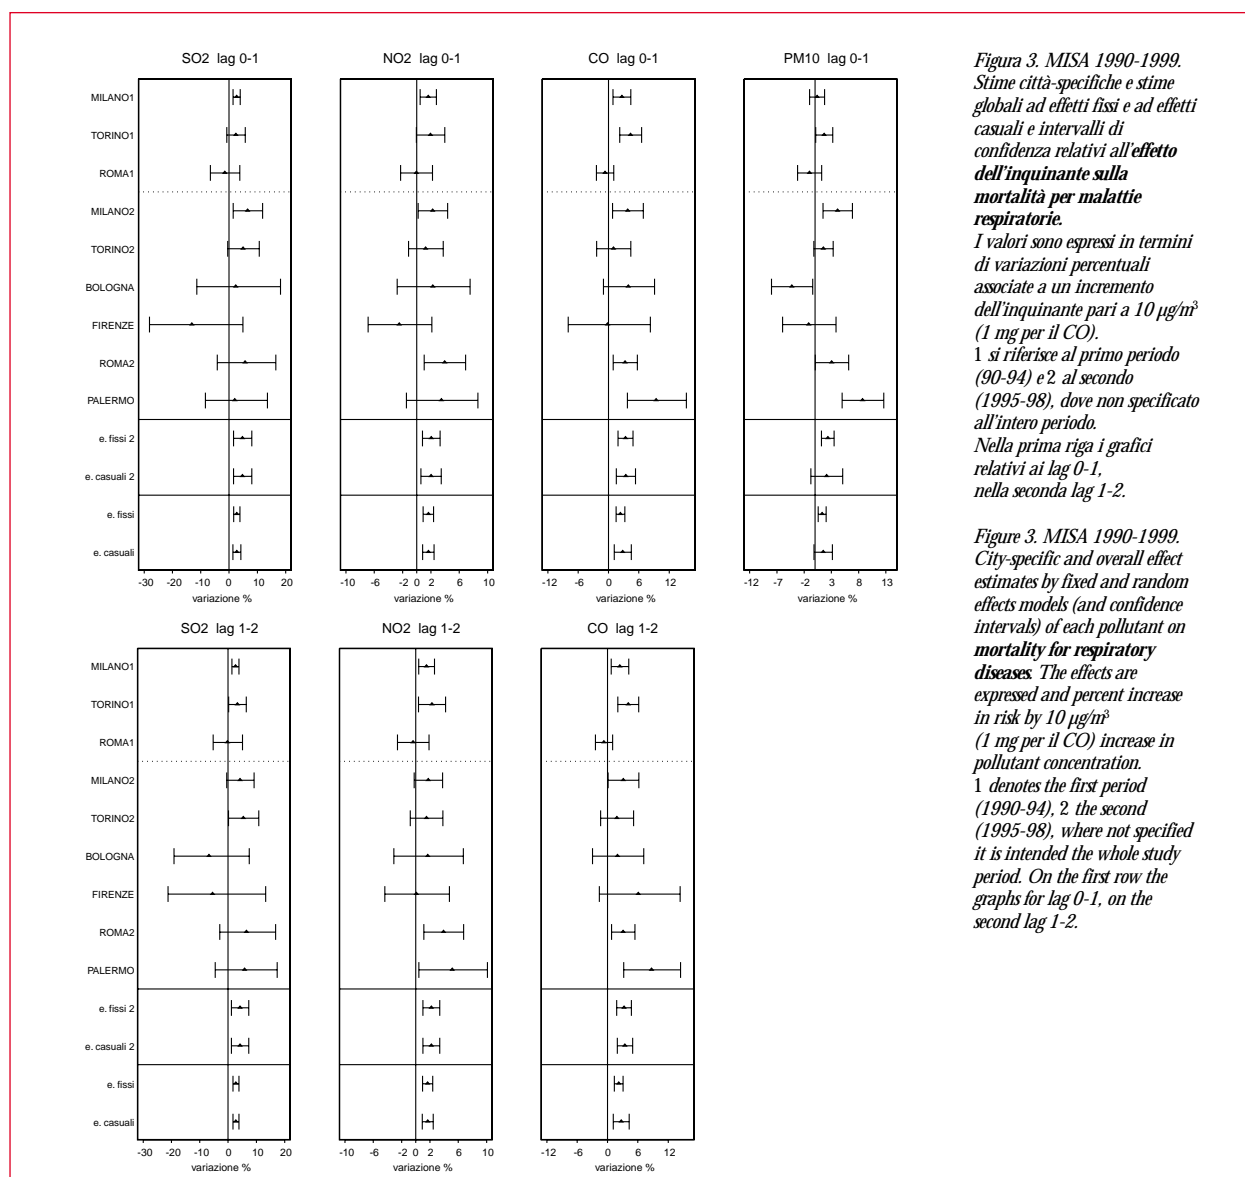 SO2 lag 0-1
NO2 lag 0-1
CO lag 0-1
PM10 lag 0-1
MILANO1
TORINO1
ROMA1
MILANO2
TORINO2
BOLOGNA
FIRENZE
ROMA2
PALERMO
e. fissi 2
e. casuali 2
e. fissi
e. casuali
-30 -20 -10 0 10 20
variazione %
-10 -6 -2 2 6 10
variazione %
-12 -6 0 6 12
variazione %
-12 -7 -2 3 8 13
variazione %
SO2 lag 1-2
NO2 lag 1-2
CO lag 1-2
MILANO1
TORINO1
ROMA1
MILANO2
TORINO2
BOLOGNA
FIRENZE
ROMA2
PALERMO
e. fissi 2
e. casuali 2
e. fissi
e. casuali
-30 -20 -10 0 10 20
variazione %
-10 -6 -2 2 6 10
variazione %
-12 -6 0 6 12
variazione %
Figura 3. MISA 1990-1999.
Stime città-specifiche e stime
globali ad effetti fissi e ad effetti
casuali e intervalli di
confidenza relativi all'effetto
dell'inquinante sulla
mortalità per malattie
respiratorie.
I valori sono espressi in termini
di variazioni percentuali
associate a un incremento
dell'inquinante pari a 10 µg/m³
(1 mg per il CO).
1 si riferisce al primo periodo
(90-94) e 2 al secondo
(1995-98), dove non specificato
all'intero periodo.
Nella prima riga i grafici
relativi ai lag 0-1,
nella seconda lag 1-2.
Figure 3. MISA 1990-1999.
City-specific and overall effect
estimates by fixed and random
effects models (and confidence
intervals) of each pollutant on
mortality for respiratory
diseases. The effects are
expressed and percent increase
in risk by 10 µg/m³
(1 mg per il CO) increase in
pollutant concentration.
1 denotes the first period
(1990-94), 2 the second
(1995-98), where not specified
it is intended the whole study
period. On the first row the
graphs for lag 0-1, on the
second lag 1-2.